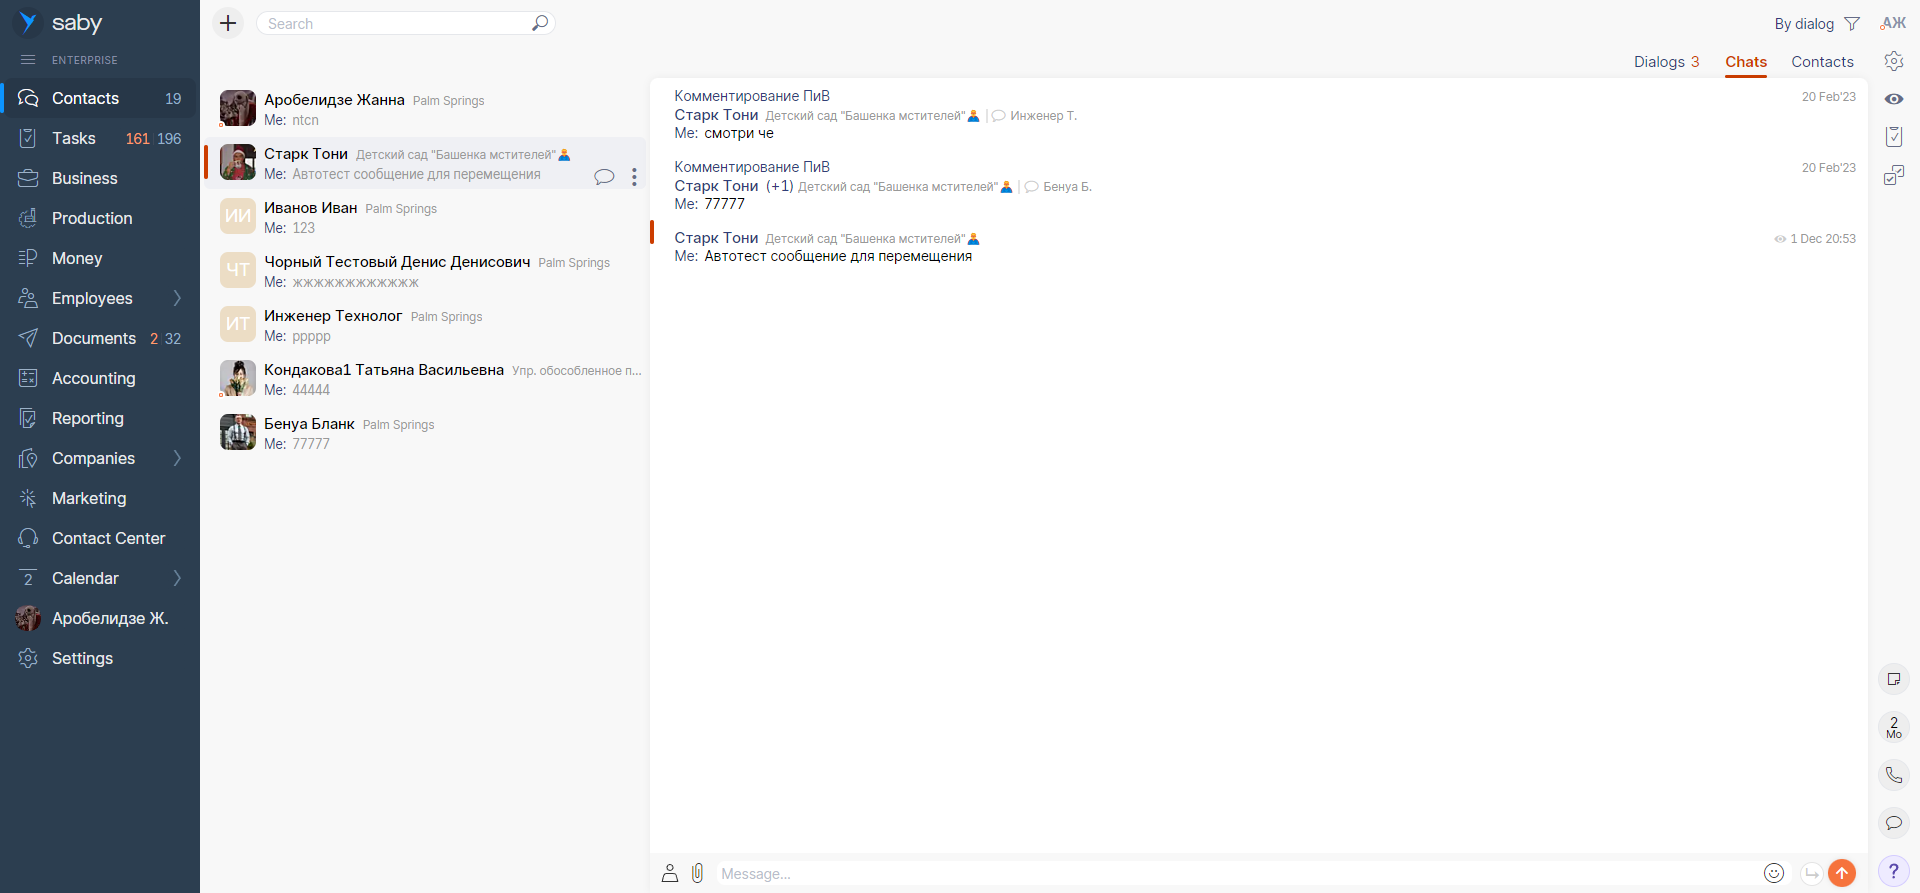 saby
ENTERPRISE
Contacts 19
Tasks 161 196
Business
Production
Money
Employees
Documents 2 32
Accounting
Reporting
Companies
Marketing
Contact Center
2 Calendar
Аробелидзе Ж.
Settings
Search
By dialog
АЖ
Dialogs 3 Chats Contacts
Аробелидзе Жанна Palm Springs
Me: ntcn
Старк Тони Детский сад "Башенка мстителей"
Me: Автотест сообщение для перемещения
ИИ
Иванов Иван Palm Springs
Me: 123
ЧТ
Чорный Тестовый Денис Денисович Palm Springs
Me: жжжжжжжжжжжж
ИТ
Инженер Технолог Palm Springs
Me: ррррр
Кондакова1 Татьяна Васильевна Упр. обособленное п...
Me: 44444
Бенуа Бланк Palm Springs
Me: 77777
Комментирование ПиВ 20 Feb'23
Старк Тони Детский сад "Башенка мстителей" | Инженер Т.
Me: смотри че
Комментирование ПиВ 20 Feb'23
Старк Тони (+1) Детский сад "Башенка мстителей" | Бенуа Б.
Me: 77777
Старк Тони Детский сад "Башенка мстителей" 1 Dec 20:53
Me: Автотест сообщение для перемещения
Message...
2
Mo
?